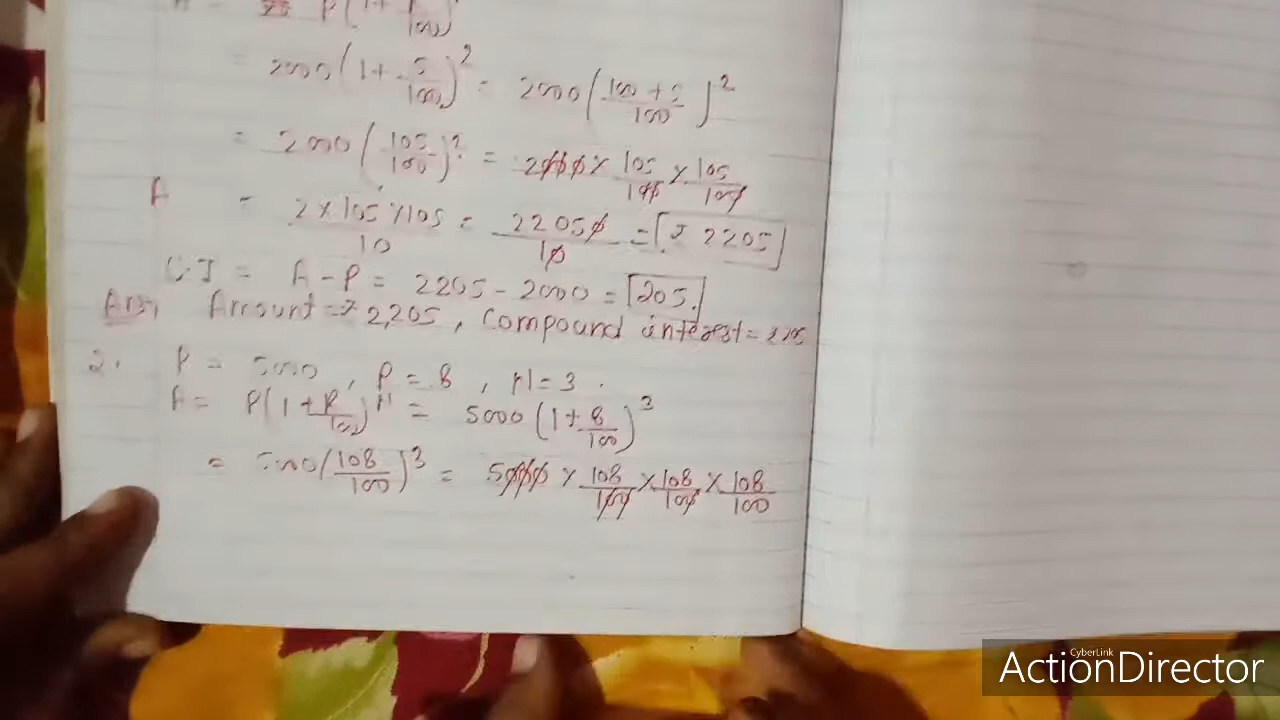 P(1+
100)
= 2000(1+5/100)² = 2000(100+5/100)²
= 2000(105/100)² = 2000 × 105/100 × 105/100
A = 2×105×105/10 = 22050/10 = [₹ 2205]
C.I = A-P = 2205-2000 = [205.]
Ans, Amount = ₹ 2,205, Compound interest = ₹ 205
2. P = 5000, P = 8, n = 3.
A = P(1+R/100)ⁿ = 5000(1+8/100)³
= 5000(108/100)³ = 5000 × 108/100 × 108/100 × 108/100
CyberLink
ActionDirector